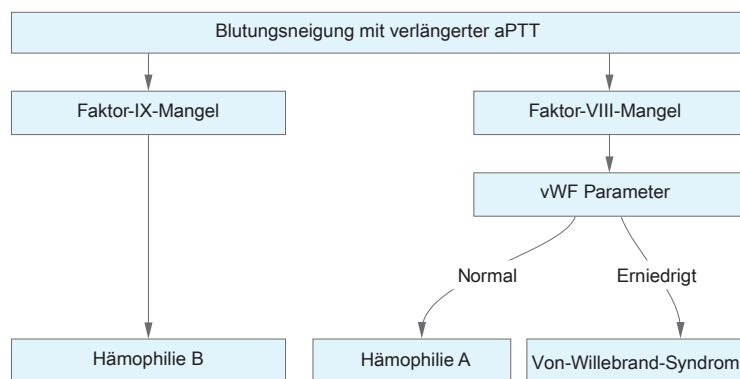 Blutungsneigung mit verlängerter aPTT
Faktor-IX-Mangel
Faktor-VIII-Mangel
vWF Parameter
Normal
Erniedrigt
Hämophilie B
Hämophilie A
Von-Willebrand-Syndrom